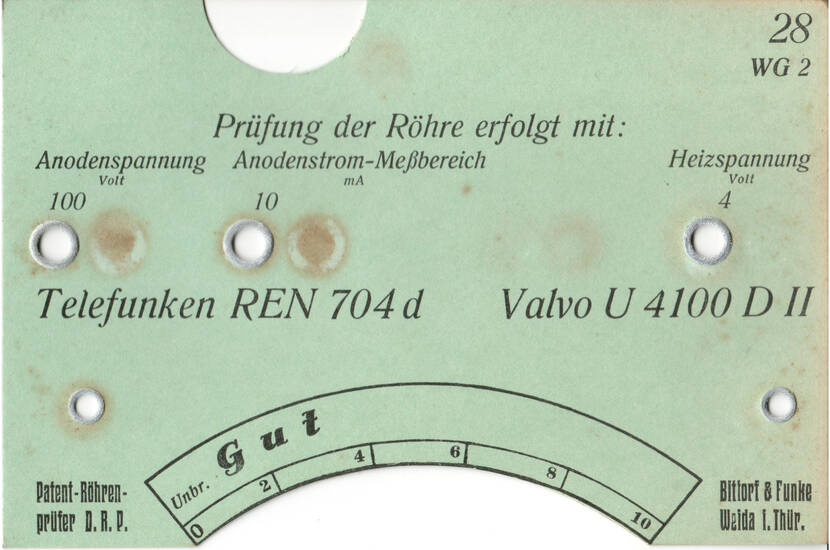 28
WG 2
Prüfung der Röhre erfolgt mit:
Anodenspannung Anodenstrom-Meßbereich Heizspannung
Volt mA Volt
100 10 4
Telefunken REN 704 d Valvo U 4100 D II
Gut
Unbr.
0 2 4 6 8 10
Patent-Röhren-
prüfer D. R. P.
Bittorf & Funke
Weida i. Thür.